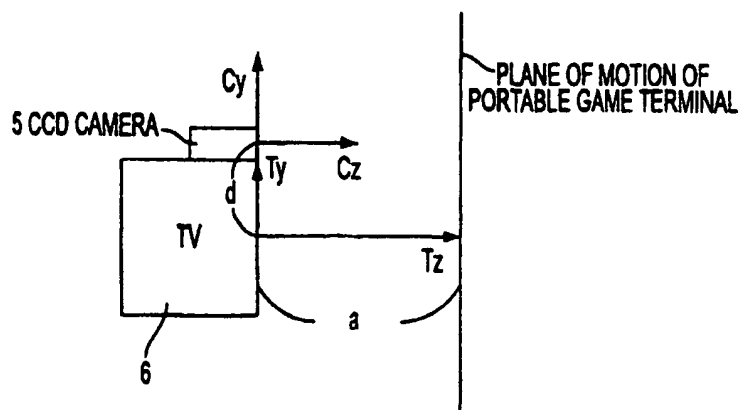 Cy
PLANE OF MOTION OF
PORTABLE GAME TERMINAL
5 CCD CAMERA
Ty
Cz
d
TV
Tz
a
6